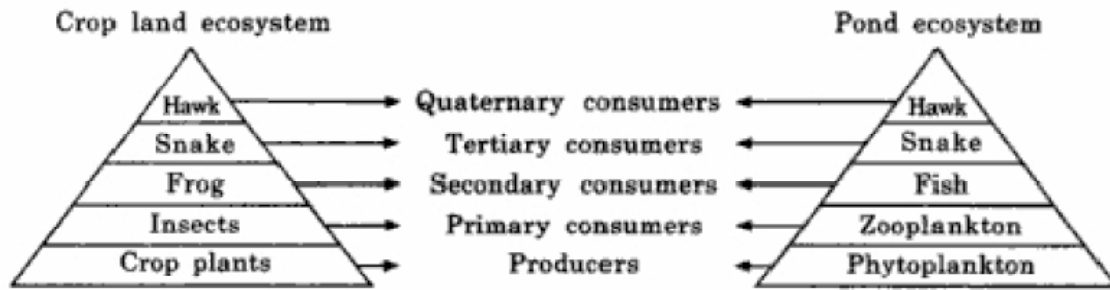 Crop land ecosystem
Pond ecosystem
Hawk
Quaternary consumers
Hawk
Snake
Tertiary consumers
Snake
Frog
Secondary consumers
Fish
Insects
Primary consumers
Zooplankton
Crop plants
Producers
Phytoplankton